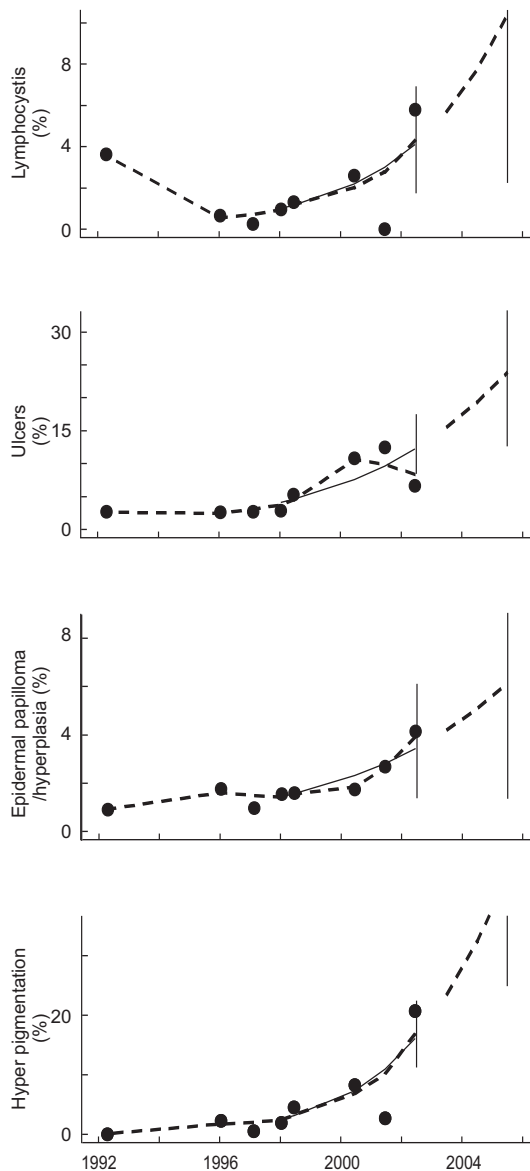 Lymphocystis
(%)
8
4
0
Ulcers
(%)
30
15
0
Epidermal papilloma
/hyperplasia (%)
8
4
0
Hyper pigmentation
(%)
20
0
1992 1996 2000 2004